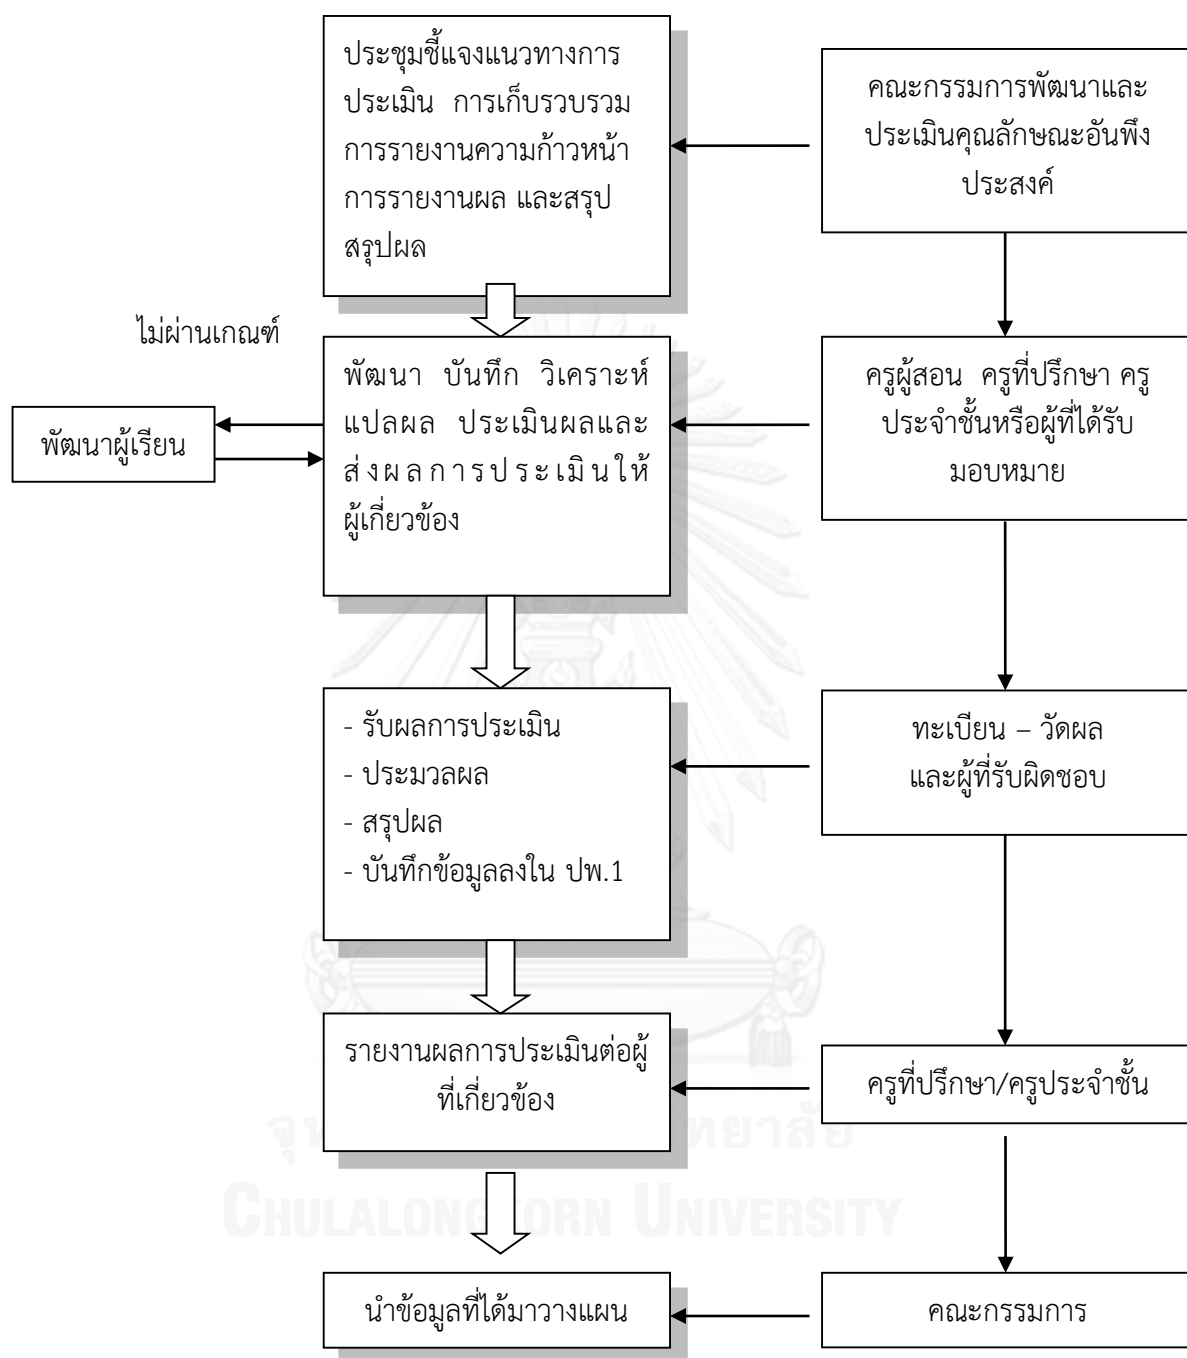 ประชุมชี้แจงแนวทางการ
ประเมิน การเก็บรวบรวม
การรายงานความก้าวหน้า
การรายงานผล และสรุป
สรุปผล
คณะกรรมการพัฒนาและ
ประเมินคุณลักษณะอันพึง
ประสงค์
ไม่ผ่านเกณฑ์
พัฒนาผู้เรียน
พัฒนา บันทึก วิเคราะห์
แปลผล ประเมินผลและ
ส่งผลการประเมินให้
ผู้เกี่ยวข้อง
ครูผู้สอน ครูที่ปรึกษา ครู
ประจำชั้นหรือผู้ที่ได้รับ
มอบหมาย
- รับผลการประเมิน
- ประมวลผล
- สรุปผล
- บันทึกข้อมูลลงใน ปพ.1
ทะเบียน – วัดผล
และผู้ที่รับผิดชอบ
รายงานผลการประเมินต่อผู้
ที่เกี่ยวข้อง
ครูที่ปรึกษา/ครูประจำชั้น
CHULALONGKORN UNIVERSITY
นำข้อมูลที่ได้มาวางแผน
คณะกรรมการ